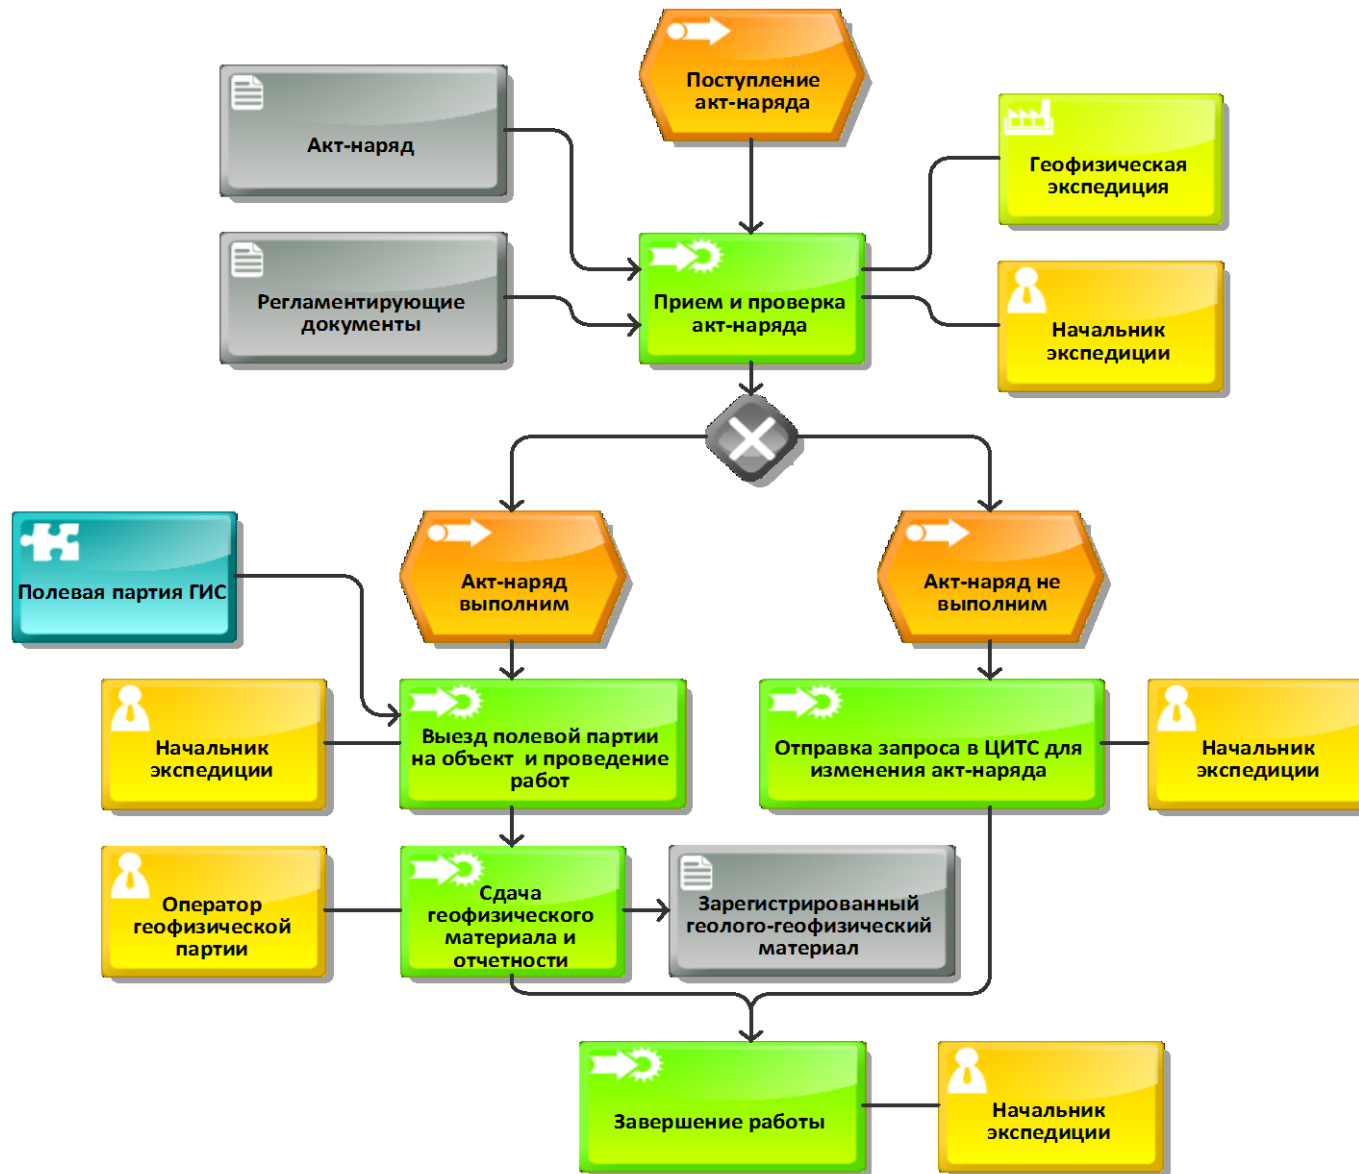 Поступление
акт-наряда
Акт-наряд
Геофизическая
экспедиция
Регламентирующие
документы
Прием и проверка
акт-наряда
Начальник
экспедиции
Полевая партия ГИС
Акт-наряд
выполним
Акт-наряд не
выполним
Начальник
экспедиции
Выезд полевой партии
на объект и проведение
работ
Отправка запроса в ЦИТС для
изменения акт-наряда
Начальник
экспедиции
Оператор
геофизической
партии
Сдача
геофизического
материала и
отчетности
Зарегистрированный
геолого-геофизический
материал
Завершение работы
Начальник
экспедиции